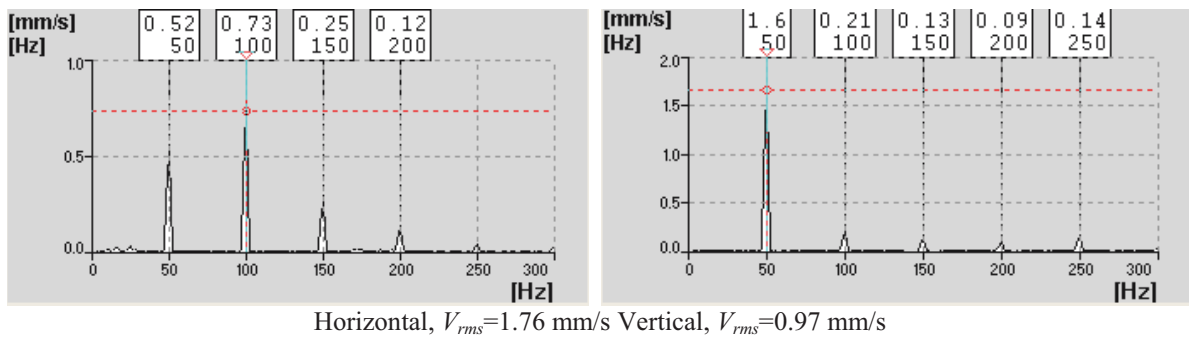 [mm/s] 0.52 0.73 0.25 0.12
[Hz] 50 100 150 200
1.0
0.5
0.0
0 50 100 150 200 250 300
[Hz]
[mm/s] 1.6 0.21 0.13 0.09 0.14
[Hz] 50 100 150 200 250
2.0
1.5
1.0
0.5
0.0
0 50 100 150 200 250 300
[Hz]
Horizontal, Vrms=1.76 mm/s Vertical, Vrms=0.97 mm/s